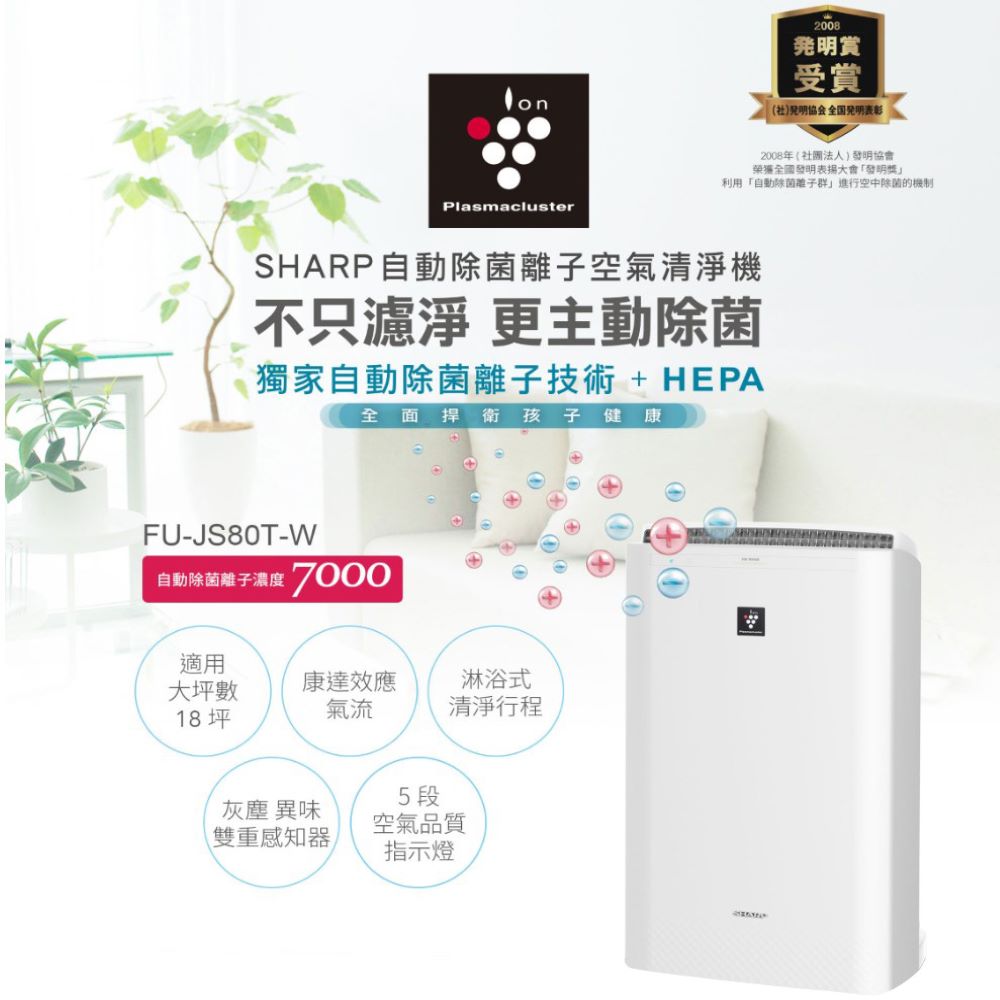 2008
発明賞
受賞
(社)発明協会 全国発明表彰
2008年(社團法人)發明協會
榮獲全國發明表揚大會「發明獎」
利用「自動除菌離子群」進行空中除菌的機制
Ion
Plasmacluster
SHARP自動除菌離子空氣清淨機
不只濾淨 更主動除菌
獨家自動除菌離子技術 + HEPA
全面捍衛孩子健康
FU-JS80T-W
自動除菌離子濃度 7000
適用
大坪數
18 坪
康達效應
氣流
淋浴式
清淨行程
灰塵 異味
雙重感知器
5 段
空氣品質
指示燈
Ion
Plasmacluster
SHARP